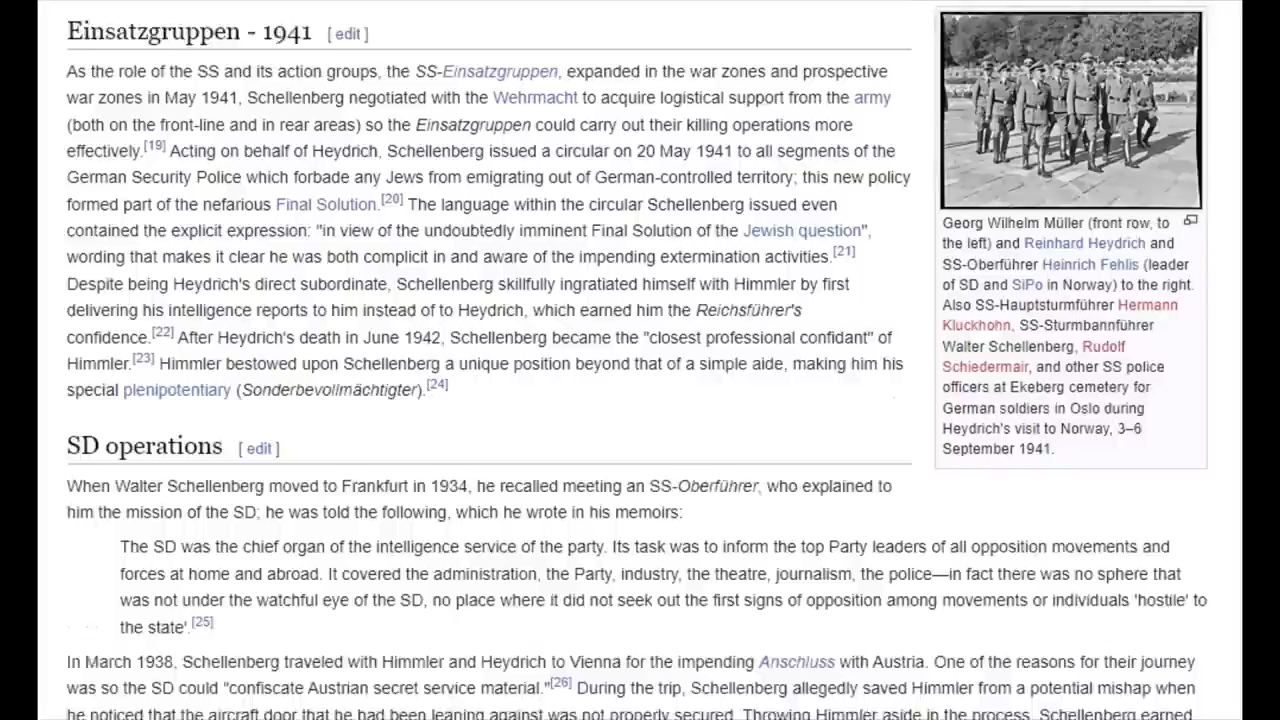 Einsatzgruppen - 1941 [ edit ]
As the role of the SS and its action groups, the SS-Einsatzgruppen, expanded in the war zones and prospective
war zones in May 1941, Schellenberg negotiated with the Wehrmacht to acquire logistical support from the army
(both on the front-line and in rear areas) so the Einsatzgruppen could carry out their killing operations more
effectively.[19] Acting on behalf of Heydrich, Schellenberg issued a circular on 20 May 1941 to all segments of the
German Security Police which forbade any Jews from emigrating out of German-controlled territory; this new policy
formed part of the nefarious Final Solution.[20] The language within the circular Schellenberg issued even
contained the explicit expression: "in view of the undoubtedly imminent Final Solution of the Jewish question",
wording that makes it clear he was both complicit in and aware of the impending extermination activities.[21]
Despite being Heydrich's direct subordinate, Schellenberg skillfully ingratiated himself with Himmler by first
delivering his intelligence reports to him instead of to Heydrich, which earned him the Reichsführer's
confidence.[22] After Heydrich's death in June 1942, Schellenberg became the "closest professional confidant" of
Himmler.[23] Himmler bestowed upon Schellenberg a unique position beyond that of a simple aide, making him his
special plenipotentiary (Sonderbevollmächtigter).[24]
Georg Wilhelm Müller (front row, to
the left) and Reinhard Heydrich and
SS-Oberführer Heinrich Fehlis (leader
of SD and SiPo in Norway) to the right.
Also SS-Hauptsturmführer Hermann
Kluckhohn, SS-Sturmbannführer
Walter Schellenberg, Rudolf
Schiedermair, and other SS police
officers at Ekeberg cemetery for
German soldiers in Oslo during
Heydrich's visit to Norway, 3–6
September 1941.
SD operations [ edit ]
When Walter Schellenberg moved to Frankfurt in 1934, he recalled meeting an SS-Oberführer, who explained to
him the mission of the SD; he was told the following, which he wrote in his memoirs:
The SD was the chief organ of the intelligence service of the party. Its task was to inform the top Party leaders of all opposition movements and
forces at home and abroad. It covered the administration, the Party, industry, the theatre, journalism, the police—in fact there was no sphere that
was not under the watchful eye of the SD, no place where it did not seek out the first signs of opposition among movements or individuals 'hostile' to
the state'.[25]
In March 1938, Schellenberg traveled with Himmler and Heydrich to Vienna for the impending Anschluss with Austria. One of the reasons for their journey
was so the SD could "confiscate Austrian secret service material."[26] During the trip, Schellenberg allegedly saved Himmler from a potential mishap when
he noticed that the aircraft door that he had been leaning against was not properly secured. Throwing Himmler aside in the process, Schellenberg earned